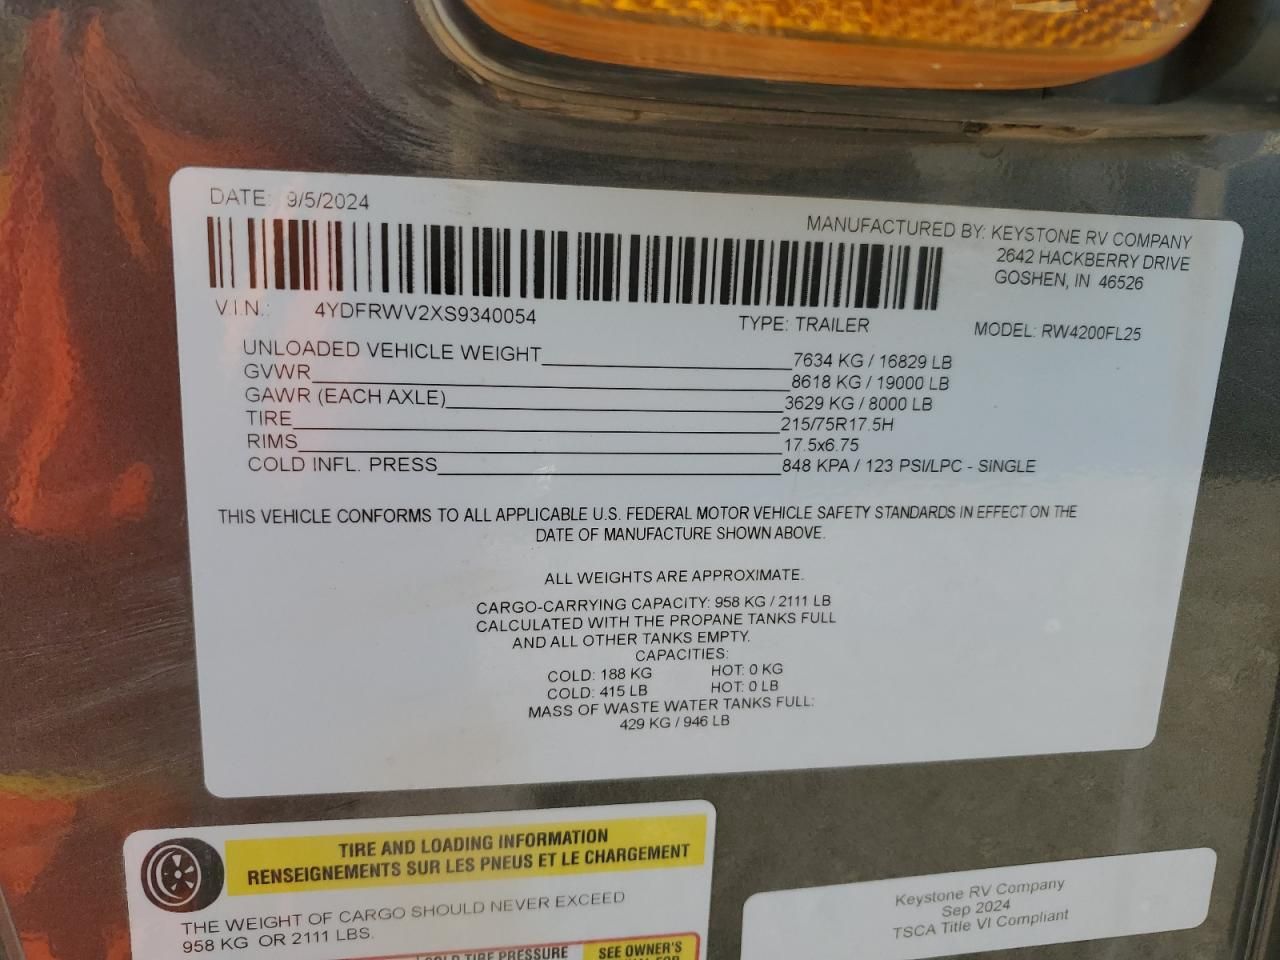 DATE: 9/5/2024
MANUFACTURED BY: KEYSTONE RV COMPANY
2642 HACKBERRY DRIVE
GOSHEN, IN 46526
V.I.N.: 4YDFRWV2XS9340054
TYPE: TRAILER
MODEL: RW4200FL25
UNLOADED VEHICLE WEIGHT 7634 KG / 16829 LB
GVWR 8618 KG / 19000 LB
GAWR (EACH AXLE) 3629 KG / 8000 LB
TIRE 215/75R17.5H
RIMS 17.5x6.75
COLD INFL. PRESS 848 KPA / 123 PSI/LPC - SINGLE
THIS VEHICLE CONFORMS TO ALL APPLICABLE U.S. FEDERAL MOTOR VEHICLE SAFETY STANDARDS IN EFFECT ON THE
DATE OF MANUFACTURE SHOWN ABOVE.
ALL WEIGHTS ARE APPROXIMATE.
CARGO-CARRYING CAPACITY: 958 KG / 2111 LB
CALCULATED WITH THE PROPANE TANKS FULL
AND ALL OTHER TANKS EMPTY.
CAPACITIES:
COLD: 188 KG HOT: 0 KG
COLD: 415 LB HOT: 0 LB
MASS OF WASTE WATER TANKS FULL:
429 KG / 946 LB
TIRE AND LOADING INFORMATION
RENSEIGNEMENTS SUR LES PNEUS ET LE CHARGEMENT
THE WEIGHT OF CARGO SHOULD NEVER EXCEED
958 KG OR 2111 LBS.
COLD TIRE PRESSURE
SEE OWNER'S
Keystone RV Company
Sep 2024
TSCA Title VI Compliant